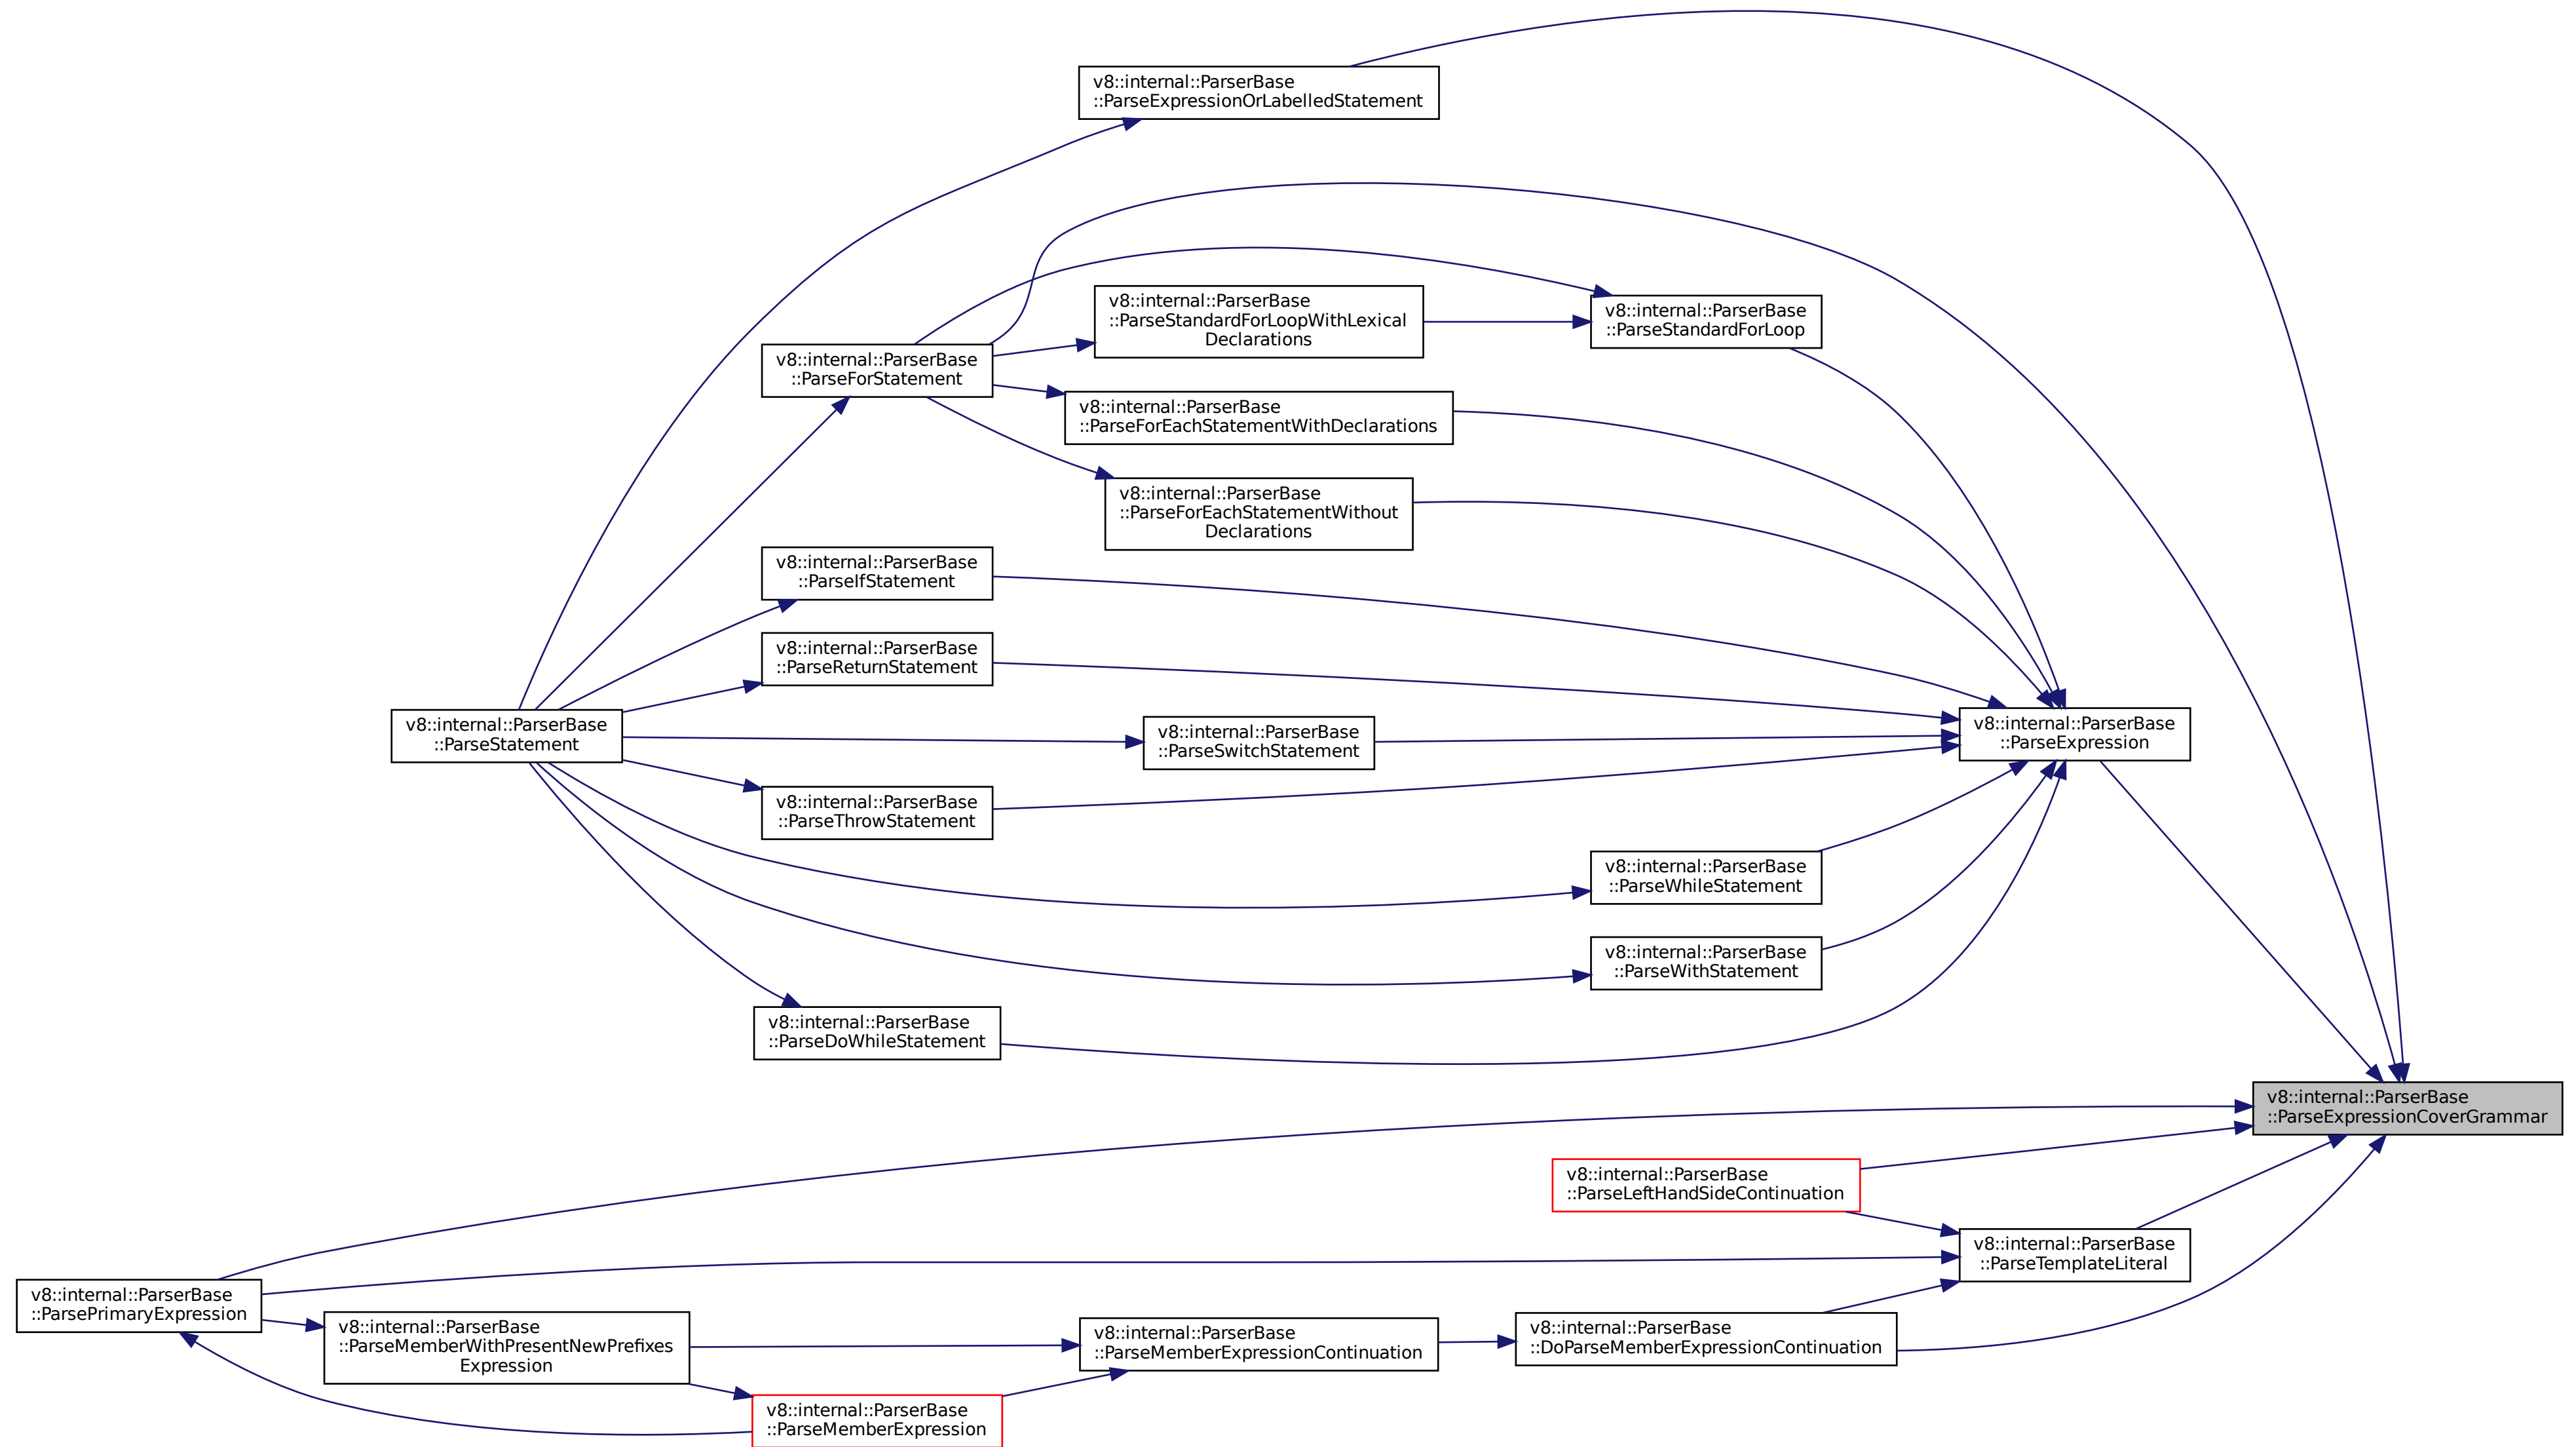 v8::internal::ParserBase
::ParseExpressionOrLabelledStatement
v8::internal::ParserBase
::ParseStandardForLoopWithLexical
Declarations
v8::internal::ParserBase
::ParseStandardForLoop
v8::internal::ParserBase
::ParseForStatement
v8::internal::ParserBase
::ParseForEachStatementWithDeclarations
v8::internal::ParserBase
::ParseForEachStatementWithout
Declarations
v8::internal::ParserBase
::ParseIfStatement
v8::internal::ParserBase
::ParseReturnStatement
v8::internal::ParserBase
::ParseStatement
v8::internal::ParserBase
::ParseSwitchStatement
v8::internal::ParserBase
::ParseExpression
v8::internal::ParserBase
::ParseThrowStatement
v8::internal::ParserBase
::ParseWhileStatement
v8::internal::ParserBase
::ParseWithStatement
v8::internal::ParserBase
::ParseDoWhileStatement
v8::internal::ParserBase
::ParseExpressionCoverGrammar
v8::internal::ParserBase
::ParseLeftHandSideContinuation
v8::internal::ParserBase
::ParseTemplateLiteral
v8::internal::ParserBase
::ParsePrimaryExpression
v8::internal::ParserBase
::ParseMemberWithPresentNewPrefixes
Expression
v8::internal::ParserBase
::ParseMemberExpressionContinuation
v8::internal::ParserBase
::DoParseMemberExpressionContinuation
v8::internal::ParserBase
::ParseMemberExpression